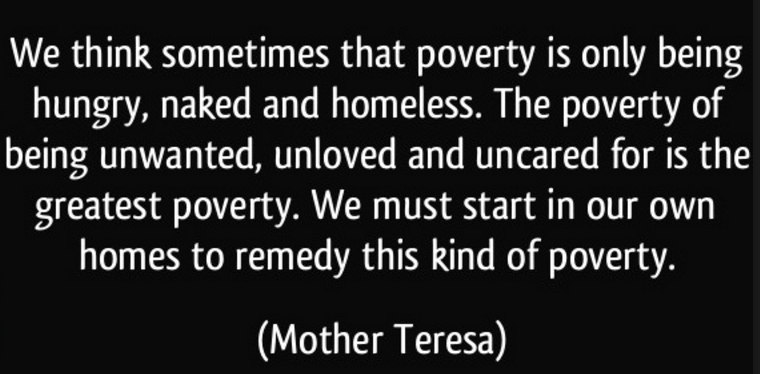 We think sometimes that poverty is only being
hungry, naked and homeless. The poverty of
being unwanted, unloved and uncared for is the
greatest poverty. We must start in our own
homes to remedy this kind of poverty.
(Mother Teresa)